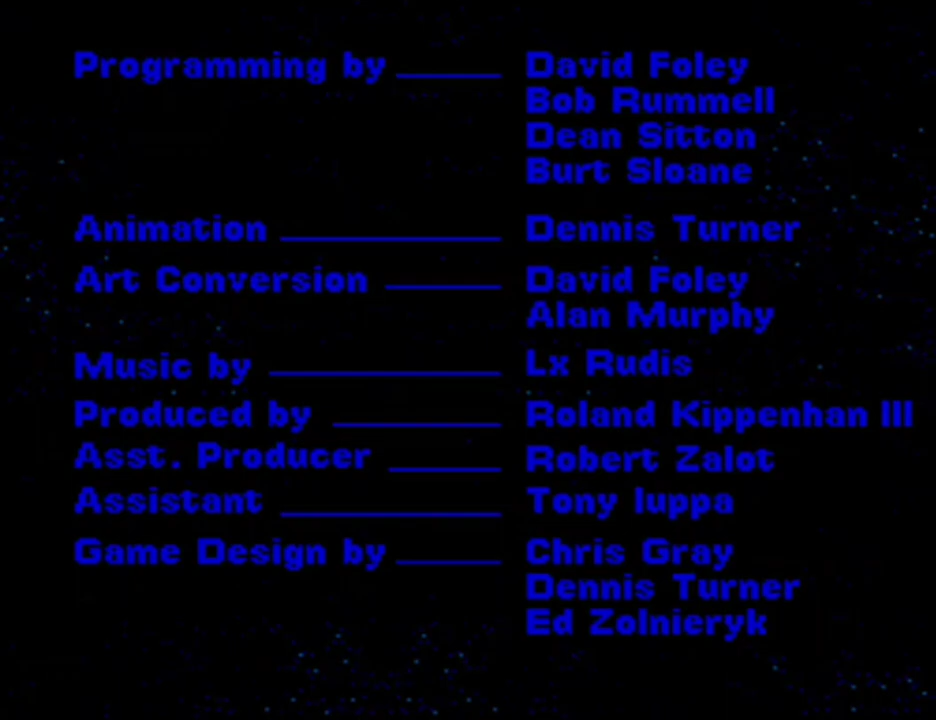 Programming by David Foley
Bob Rummell
Dean Sitton
Burt Sloane
Animation Dennis Turner
Art Conversion David Foley
Alan Murphy
Music by Lx Rudis
Produced by Roland Kippenhan III
Asst. Producer Robert Zalot
Assistant Tony Iuppa
Game Design by Chris Gray
Dennis Turner
Ed Zolnieryk